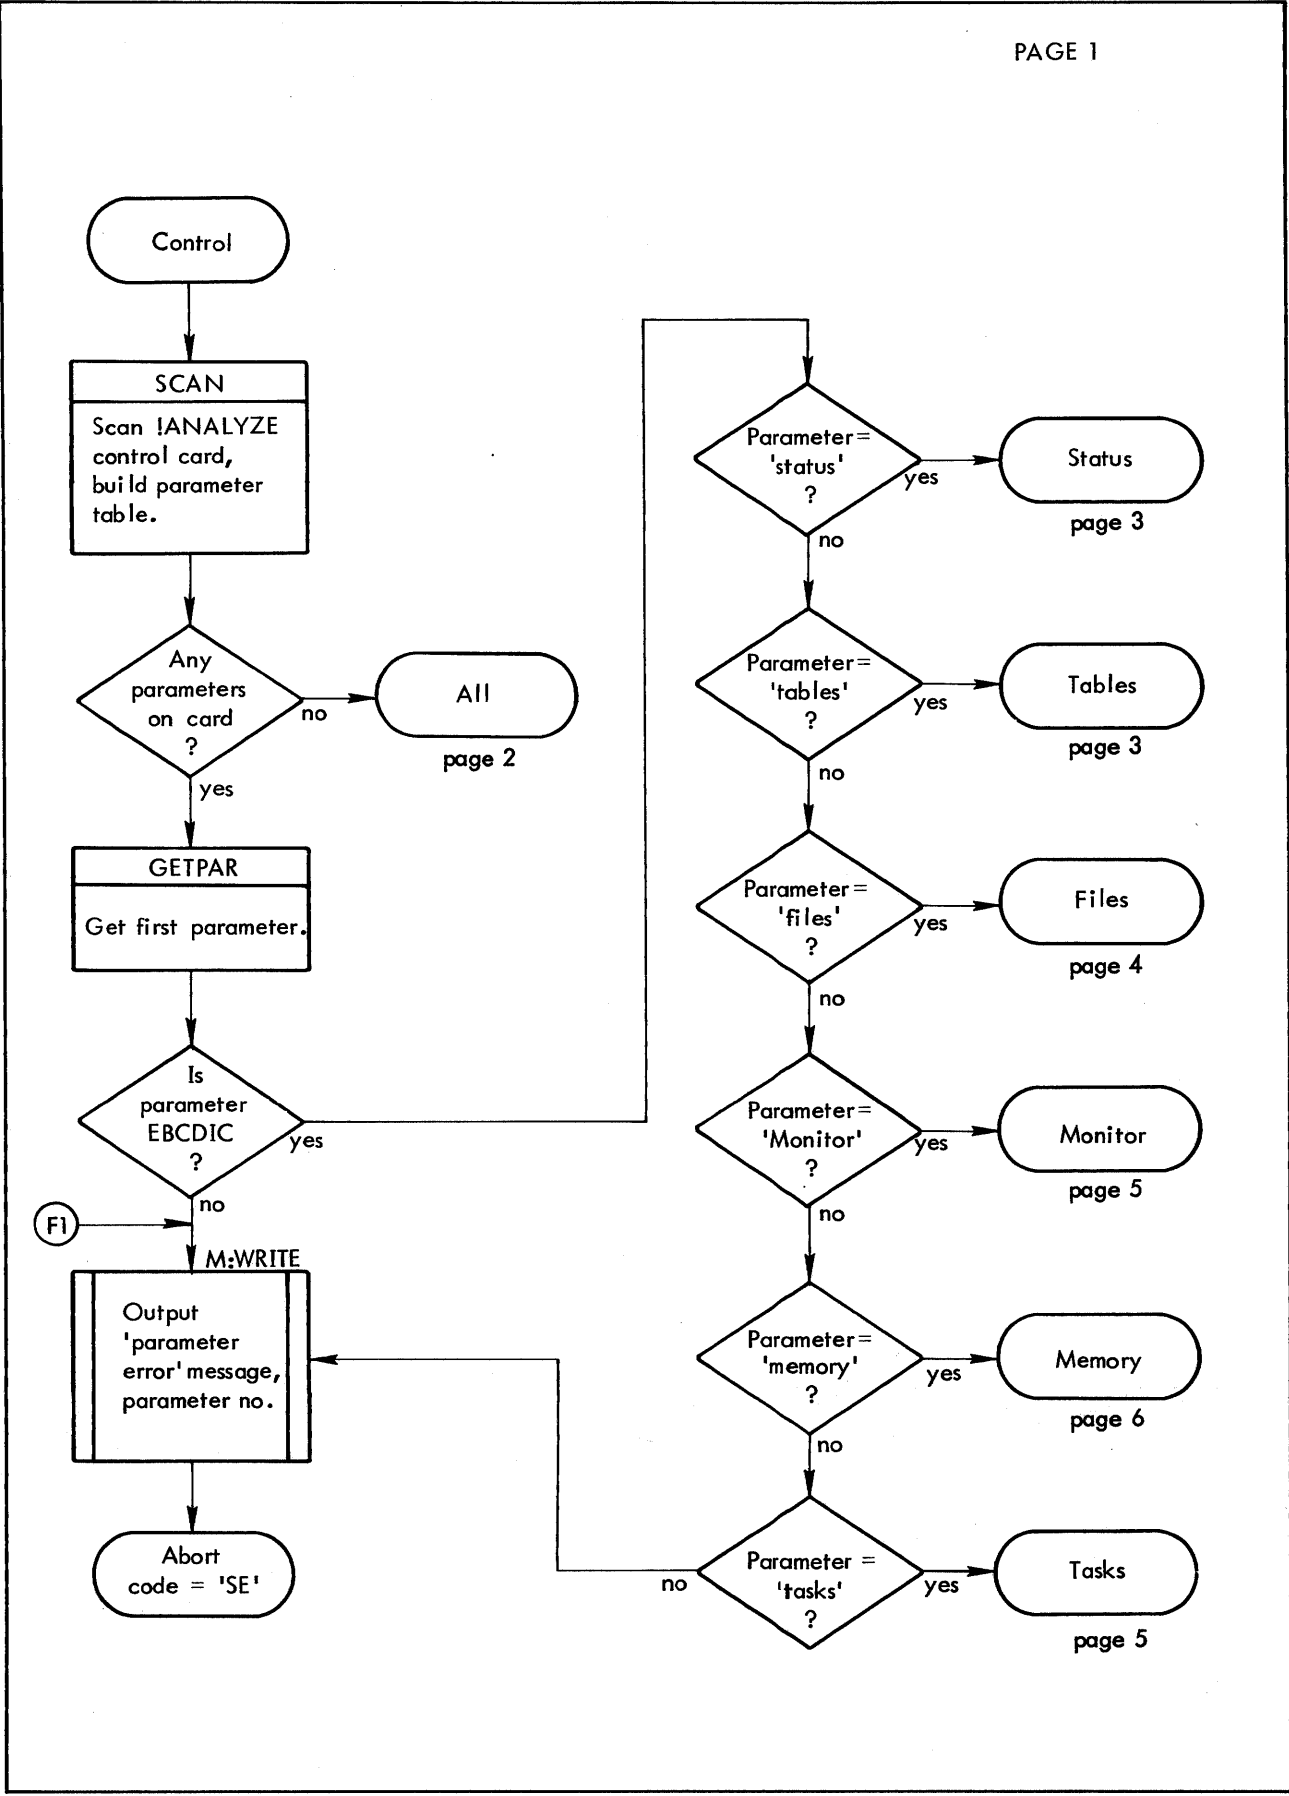 PAGE 1
Control
SCAN
Scan !ANALYZE
control card,
build parameter
table.
Any
parameters
on card
?
no
All
page 2
yes
GETPAR
Get first parameter.
Is
parameter
EBCDIC
?
yes
no
F1
M:WRITE
Output
'parameter
error' message,
parameter no.
Abort
code = 'SE'
Parameter=
'status'
?
yes
Status
page 3
no
Parameter=
'tables'
?
yes
Tables
page 3
no
Parameter=
'files'
?
yes
Files
page 4
no
Parameter=
'Monitor'
?
yes
Monitor
page 5
no
Parameter=
'memory'
?
yes
Memory
page 6
no
Parameter =
'tasks'
?
no
yes
Tasks
page 5